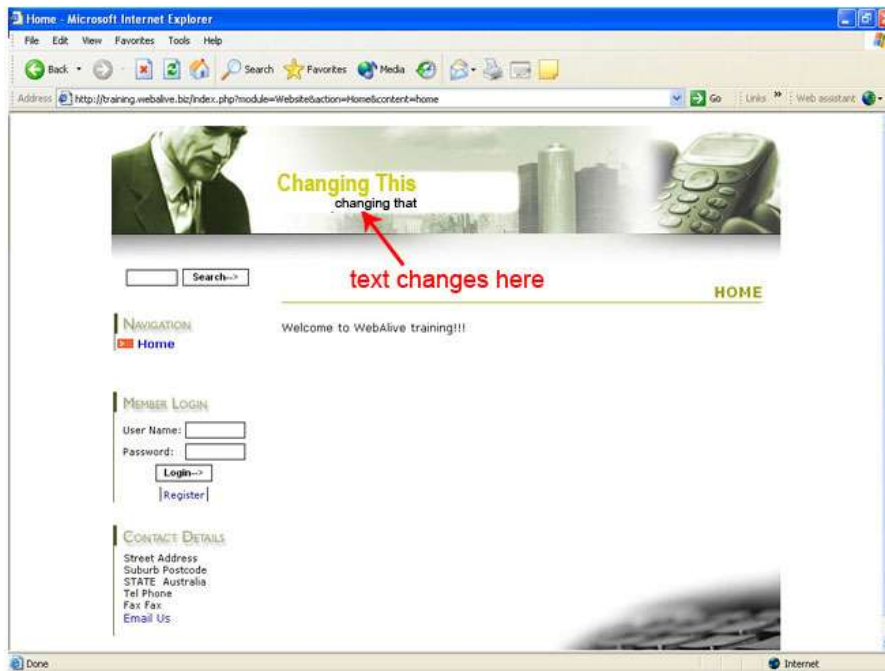 Home - Microsoft Internet Explorer
File Edit View Favorites Tools Help
Back Search Favorites Media
Address http://training.webalive.biz/index.php?module=Website&action=Home&content=home Go Links » Web assistant
Changing This
changing that
text changes here
Search-->
HOME
NAVIGATION
Home
Welcome to WebAlive training!!!
MEMBER LOGIN
User Name:
Password:
Login-->
|Register|
CONTACT DETAILS
Street Address
Suburb Postcode
STATE Australia
Tel Phone
Fax Fax
Email Us
Done Internet